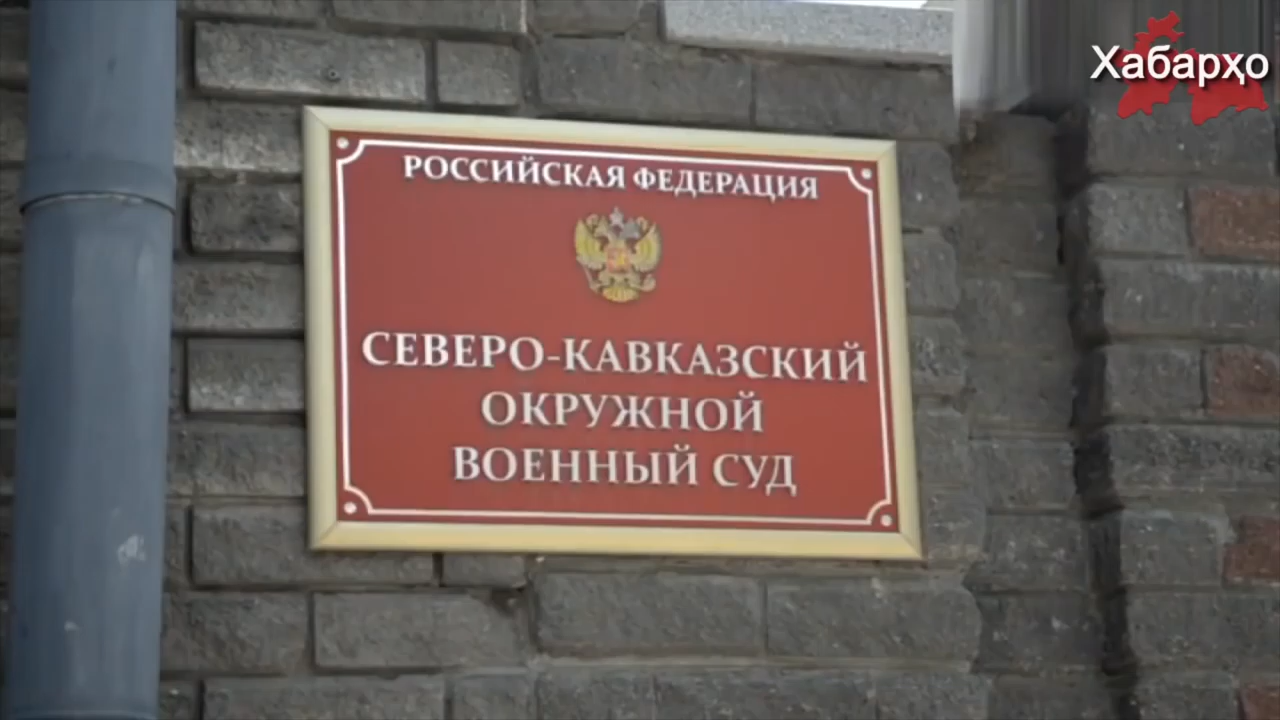 Хабарҳо
РОССИЙСКАЯ ФЕДЕРАЦИЯ
СЕВЕРО-КАВКАЗСКИЙ
ОКРУЖНОЙ
ВОЕННЫЙ СУД